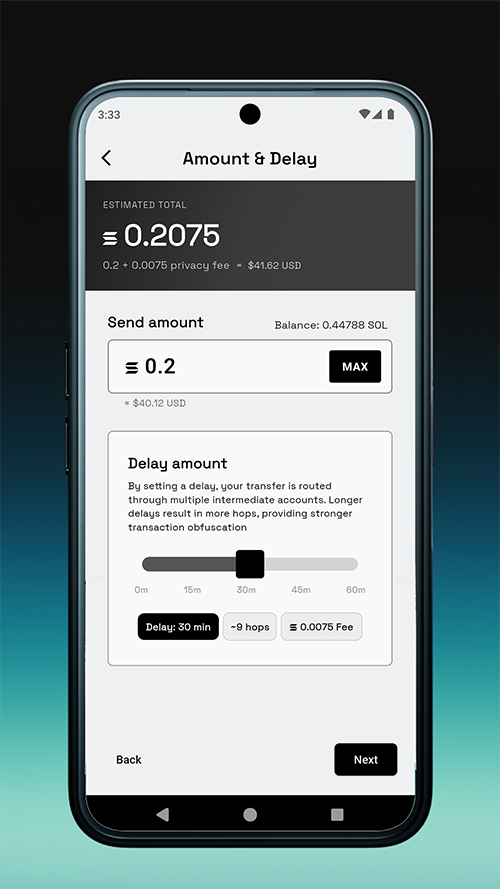 3:33
Amount & Delay
ESTIMATED TOTAL
0.2075
0.2 + 0.0075 privacy fee = $41.62 USD
Send amount
Balance: 0.44788 SOL
0.2
MAX
≈ $40.12 USD
Delay amount
By setting a delay, your transfer is routed
through multiple intermediate accounts. Longer
delays result in more hops, providing stronger
transaction obfuscation
0m 15m 30m 45m 60m
Delay: 30 min ~9 hops 0.0075 Fee
Back Next